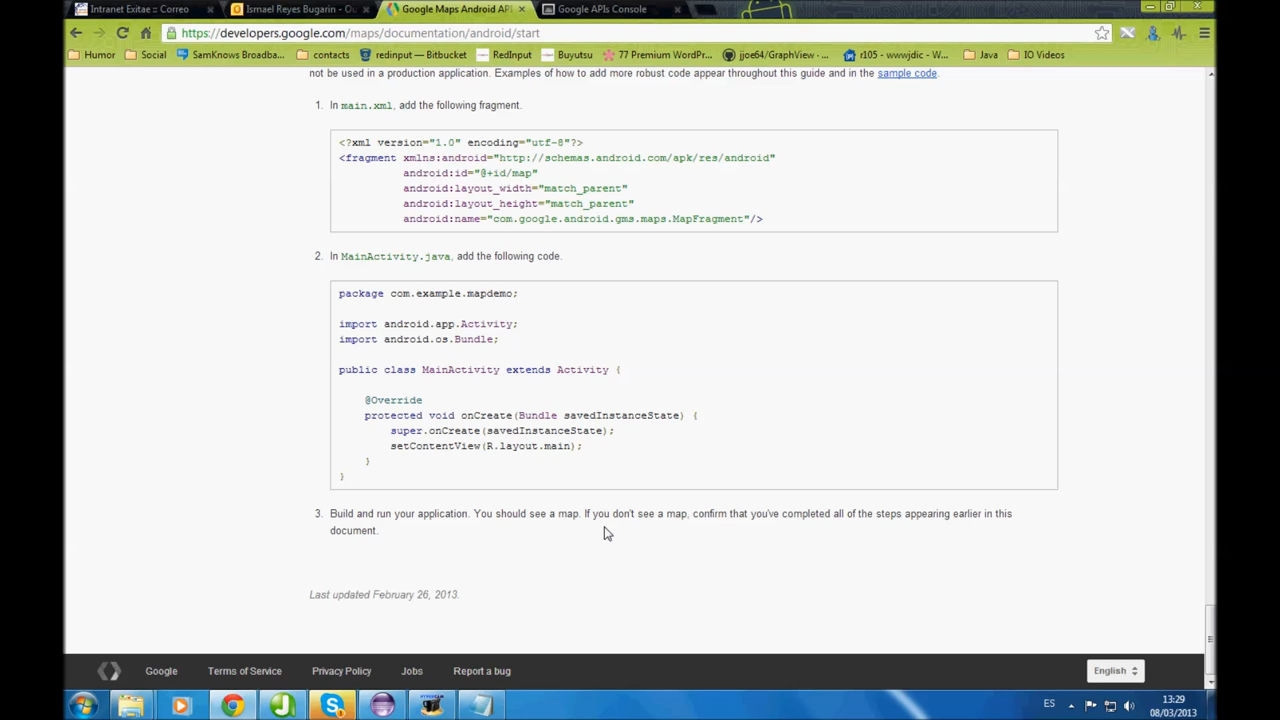 Intranet Exitae :: Correo
Ismael Reyes Bugarin - Ou
Google Maps Android API
Google APIs Console
https://developers.google.com/maps/documentation/android/start
Humor
Social
SamKnows Broadba...
contacts
redinput — Bitbucket
RedInput
Buyutsu
77 Premium WordPr...
jjoe64/GraphView · ...
r105 - wwwjdic - W...
Java
IO Videos
not be used in a production application. Examples of how to add more robust code appear throughout this guide and in the sample code.
1. In main.xml, add the following fragment.
<?xml version="1.0" encoding="utf-8"?>
<fragment xmlns:android="http://schemas.android.com/apk/res/android"
android:id="@+id/map"
android:layout_width="match_parent"
android:layout_height="match_parent"
android:name="com.google.android.gms.maps.MapFragment"/>
2. In MainActivity.java, add the following code.
package com.example.mapdemo;
import android.app.Activity;
import android.os.Bundle;
public class MainActivity extends Activity {
@Override
protected void onCreate(Bundle savedInstanceState) {
super.onCreate(savedInstanceState);
setContentView(R.layout.main);
}
}
3. Build and run your application. You should see a map. If you don't see a map, confirm that you've completed all of the steps appearing earlier in this
document.
Last updated February 26, 2013.
Google
Terms of Service
Privacy Policy
Jobs
Report a bug
English
ES
13:29
08/03/2013